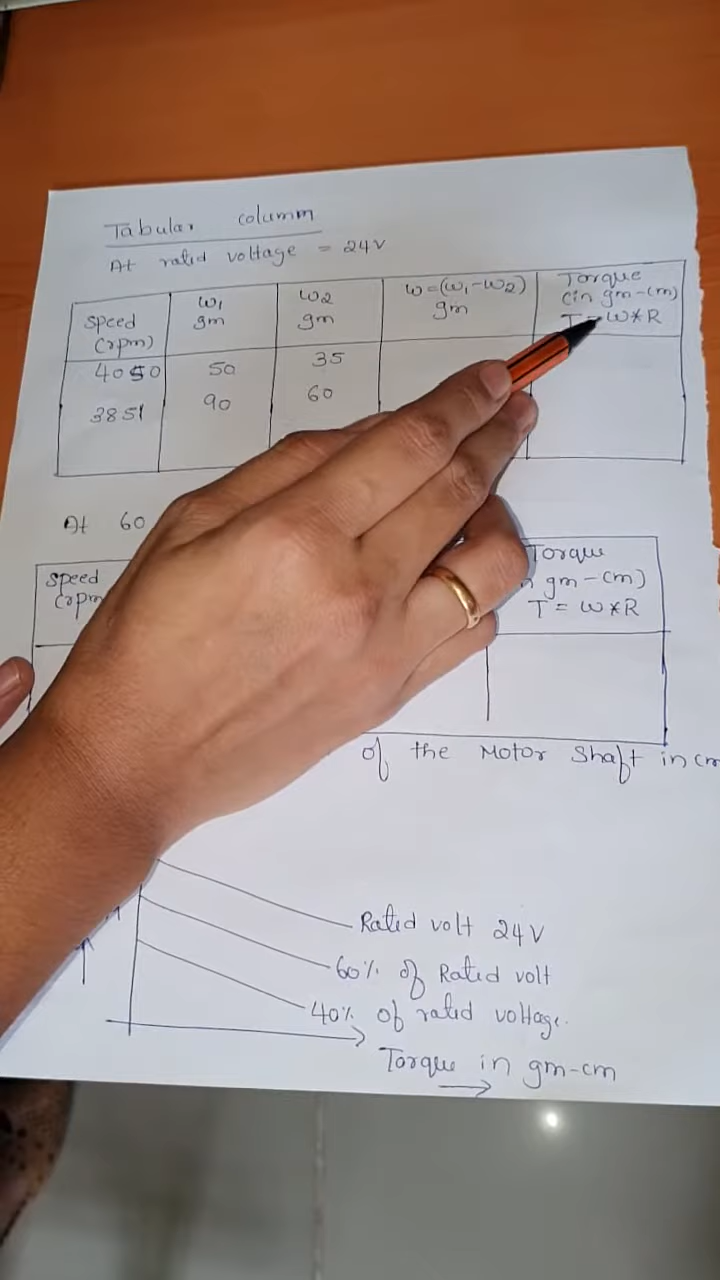 Tabular column
At rated voltage = 24V
Speed (rpm) w1 gm w2 gm w=(w1-w2) gm Torque (in gm-cm) T = W*R
4050 50 35
3851 90 60
At 60
Speed (rpm Torque n gm-cm) T = W*R
of the Motor Shaft in cm
Rated volt 24V
60% of Rated volt
40% of rated voltage.
Torque in gm-cm